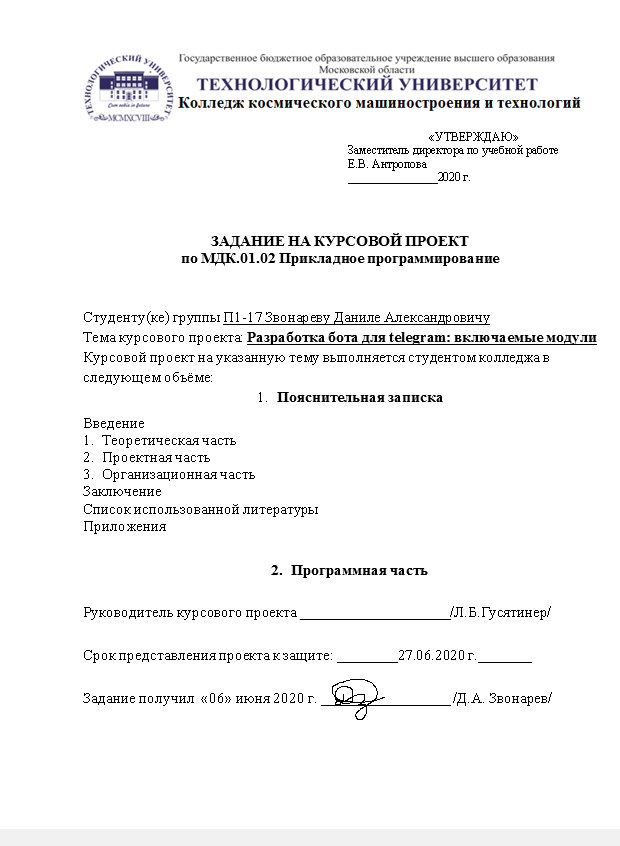 Государственное бюджетное образовательное учреждение высшего образования
Московской области
ТЕХНОЛОГИЧЕСКИЙ УНИВЕРСИТЕТ
Колледж космического машиностроения и технологий
ТЕХНОЛОГИЧЕСКИЙ УНИВЕРСИТЕТ
MCMXCVIII
«УТВЕРЖДАЮ»
Заместитель директора по учебной работе
Е.В. Антропова
_______________2020 г.
ЗАДАНИЕ НА КУРСОВОЙ ПРОЕКТ
по МДК.01.02 Прикладное программирование
Студенту(ке) группы П1-17 Звонареву Даниле Александровичу
Тема курсового проекта: Разработка бота для telegram: включаемые модули
Курсовой проект на указанную тему выполняется студентом колледжа в
следующем объёме:
1. Пояснительная записка
Введение
1. Теоретическая часть
2. Проектная часть
3. Организационная часть
Заключение
Список использованной литературы
Приложения
2. Программная часть
Руководитель курсового проекта ____________________/Л.Б.Гусятинер/
Срок представления проекта к защите: ________27.06.2020 г._______
Задание получил «06» июня 2020 г. _________________/Д.А. Звонарев/